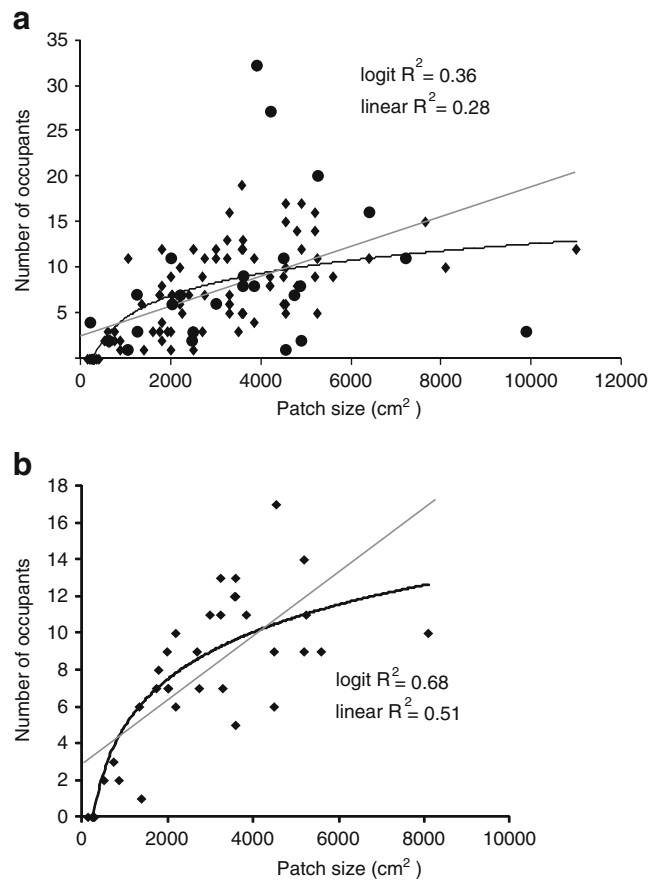 a
35
30
25
20
15
10
5
Number of occupants
logit R²= 0.36
linear R²= 0.28
0 2000 4000 6000 8000 10000 12000
Patch size (cm²)
b
18
16
14
12
10
8
6
4
2
0
Number of occupants
logit R²= 0.68
linear R²= 0.51
0 2000 4000 6000 8000 10000
Patch size (cm²)